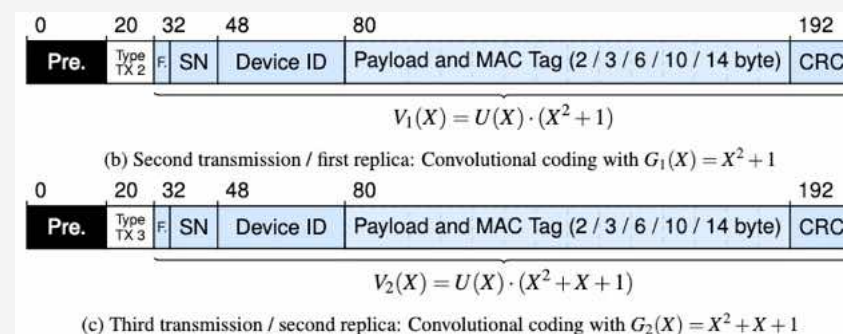 0 20 32 48 80 192
Pre. Type TX 2 F. SN Device ID Payload and MAC Tag (2 / 3 / 6 / 10 / 14 byte) CRC
V₁(X) = U(X) · (X² + 1)
(b) Second transmission / first replica: Convolutional coding with G₁(X) = X² + 1
0 20 32 48 80 192
Pre. Type TX 3 F. SN Device ID Payload and MAC Tag (2 / 3 / 6 / 10 / 14 byte) CRC
V₂(X) = U(X) · (X² + X + 1)
(c) Third transmission / second replica: Convolutional coding with G₂(X) = X² + X + 1